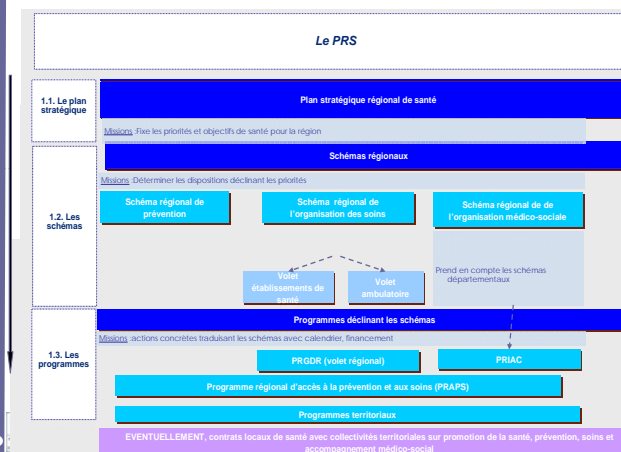 Le PRS
1.1. Le plan
stratégique
Plan stratégique régional de santé
Missions :Fixe les priorités et objectifs de santé pour la région
Schémas régionaux
Missions :Déterminer les dispositions déclinant les priorités
1.2. Les
schémas
Schéma régional de
prévention
Schéma régional de
l'organisation des soins
Schéma régional de de
l'organisation médico-sociale
Volet
établissements de
santé
Volet
ambulatoire
Prend en compte les schémas
départementaux
Programmes déclinant les schémas
Missions :actions concrètes traduisant les schémas avec calendrier, financement
1.3. Les
programmes
PRGDR (volet régional)
PRIAC
Programme régional d'accès à la prévention et aux soins (PRAPS)
Programmes territoriaux
EVENTUELLEMENT, contrats locaux de santé avec collectivités territoriales sur promotion de la santé, prévention, soins et
accompagnement médico-social